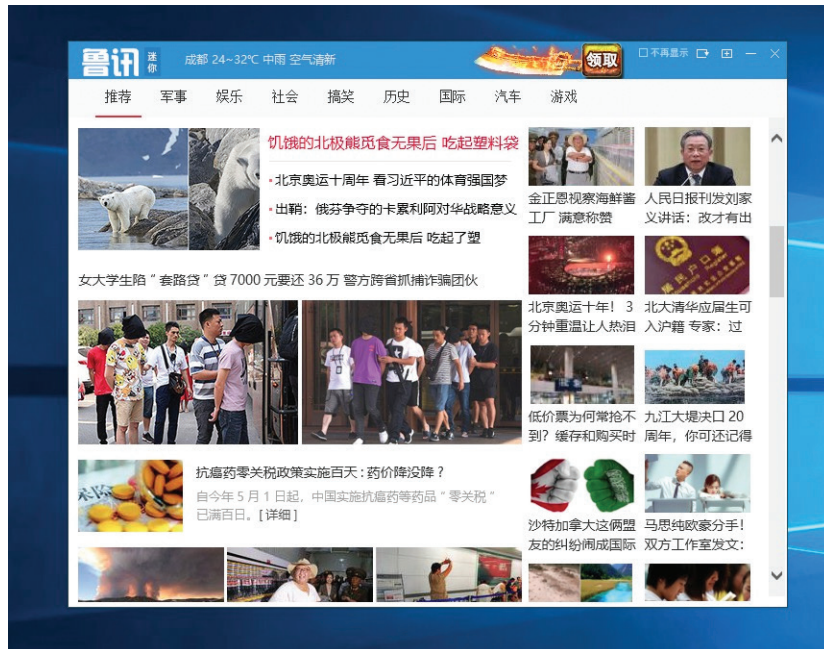 鲁讯
迷你
成都 24~32℃ 中雨 空气清新
领取
不再显示
推荐 军事 娱乐 社会 搞笑 历史 国际 汽车 游戏
饥饿的北极熊觅食无果后 吃起塑料袋
·北京奥运十周年 看习近平的体育强国梦
·出鞘：俄芬争夺的卡累利阿对华战略意义
·饥饿的北极熊觅食无果后 吃起了塑
女大学生陷"套路贷"贷 7000 元要还 36 万 警方跨省抓捕诈骗团伙
抗癌药零关税政策实施百天：药价降没降？
自今年 5 月 1 日起，中国实施抗癌药等药品"零关税"
已满百日。[详细]
金正恩视察海鲜酱
工厂 满意称赞
人民日报刊发刘家
义讲话：改才有出
北京奥运十年！3
分钟重温让人热泪
居民户口簿
北大清华应届生可
入沪籍 专家：过
低价票为何常抢不
到？缓存和购买时
九江大堤决口 20
周年，你可还记得
沙特加拿大这俩盟
友的纠纷闹成国际
马思纯欧豪分手！
双方工作室发文：